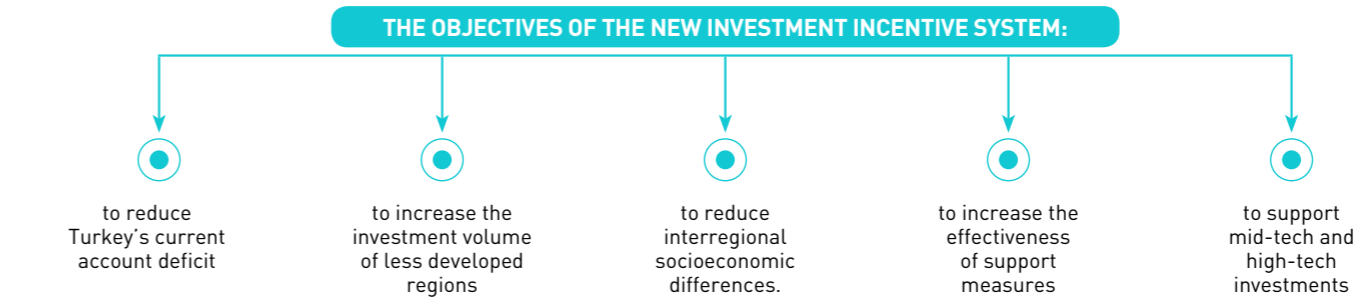 THE OBJECTIVES OF THE NEW INVESTMENT INCENTIVE SYSTEM:
to reduce
Turkey's current
account deficit
to increase the
investment volume
of less developed
regions
to reduce
interregional
socioeconomic
differences.
to increase the
effectiveness
of support
measures
to support
mid-tech and
high-tech
investments